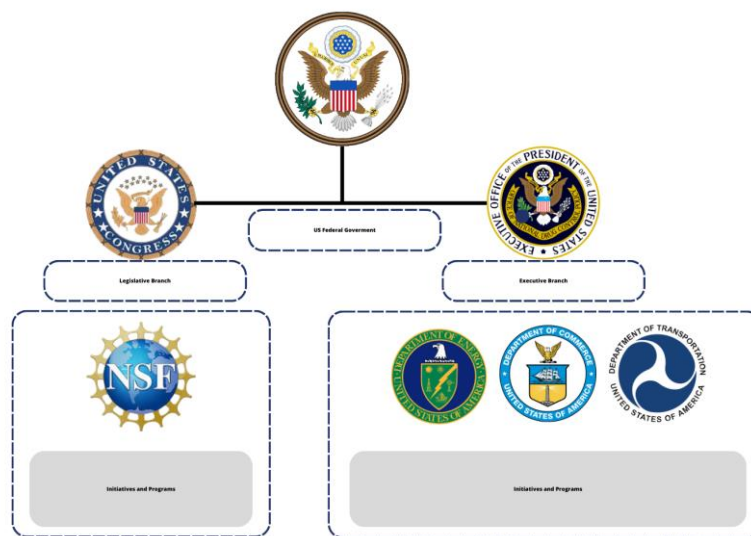 UNITED STATES
CONGRESS
EXECUTIVE OFFICE OF THE PRESIDENT OF THE UNITED STATES
US Federal Goverment
Legislative Branch
Executive Branch
NSF
DEPARTMENT OF ENERGY
UNITED STATES OF AMERICA
DEPARTMENT OF COMMERCE
UNITED STATES OF AMERICA
DEPARTMENT OF TRANSPORTATION
UNITED STATES OF AMERICA
Initiatives and Programs
Initiatives and Programs